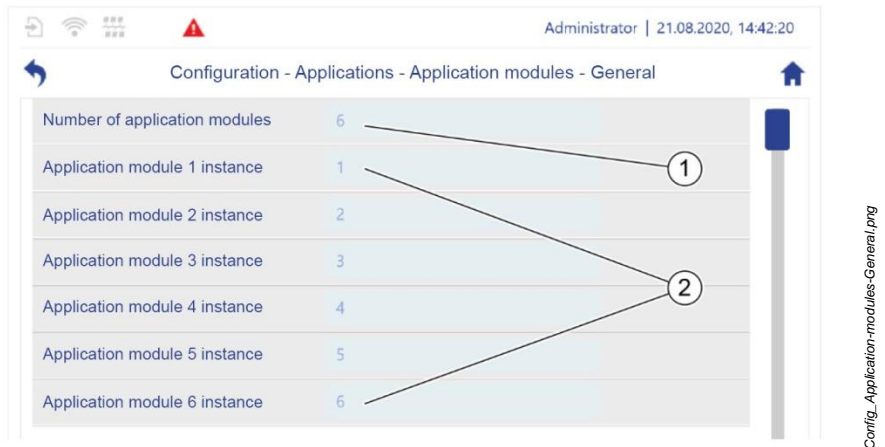 Administrator | 21.08.2020, 14:42:20
Configuration - Applications - Application modules - General
Number of application modules 6
1
Application module 1 instance 1
Application module 2 instance 2
Application module 3 instance 3
2
Application module 4 instance 4
Application module 5 instance 5
Application module 6 instance 6
Config_Application-modules-General.png